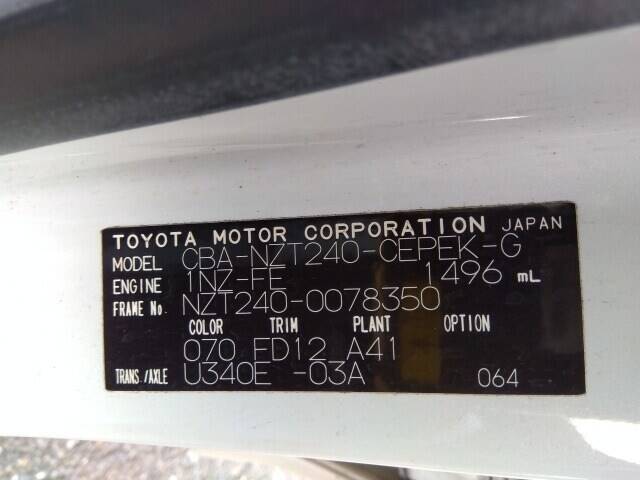 TOYOTA MOTOR CORPORATION JAPAN
MODEL CBA-NZT240-CEPEK-G
ENGINE 1NZ-FE 1496 mL
FRAME No. NZT240-0078350
COLOR TRIM PLANT OPTION
070 FD12 A41
TRANS./AXLE U340E -03A 064